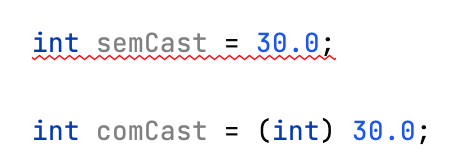 int semCast = 30.0;
int comCast = (int) 30.0;